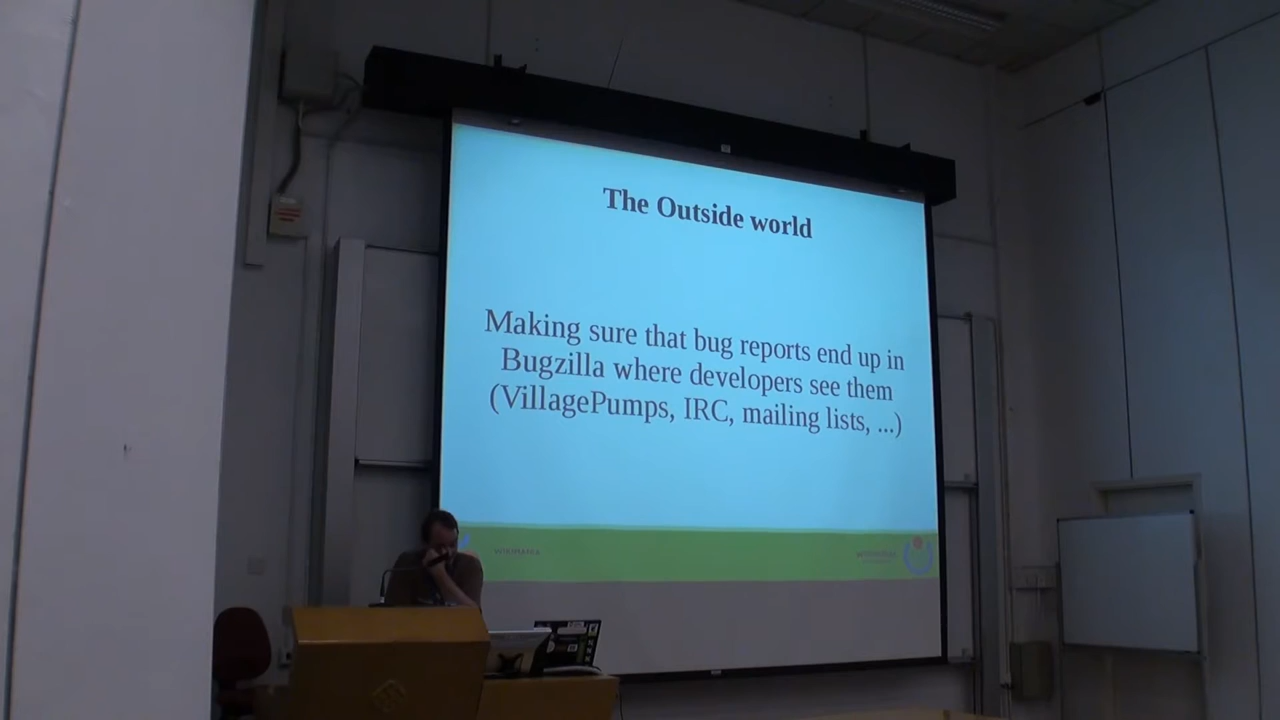 The Outside world
Making sure that bug reports end up in
Bugzilla where developers see them
(VillagePumps, IRC, mailing lists, ...)